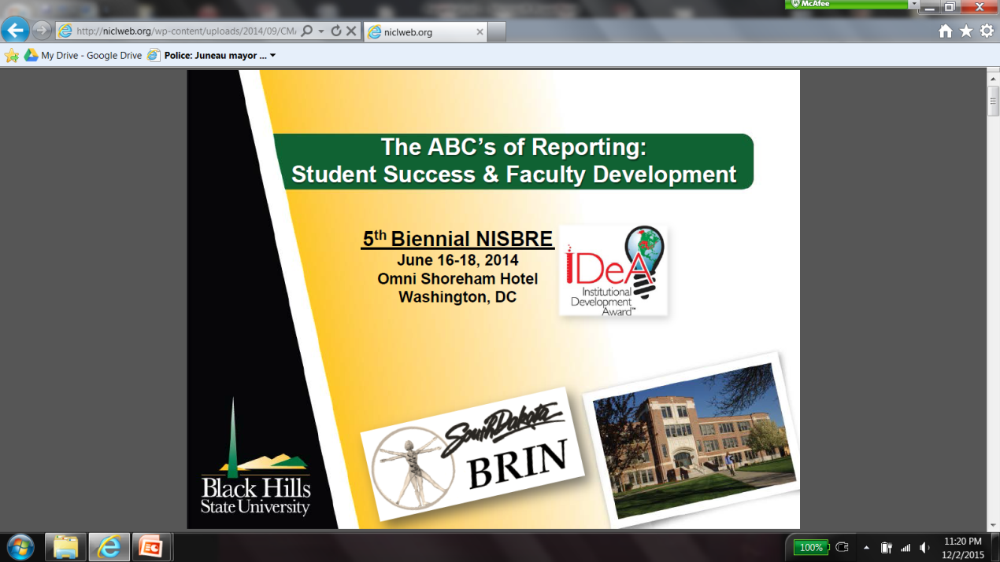 McAfee
http://niclweb.org/wp-content/uploads/2014/09/CMA
niclweb.org
My Drive - Google Drive
Police: Juneau mayor ...
The ABC's of Reporting:
Student Success & Faculty Development
5th Biennial NISBRE
June 16-18, 2014
Omni Shoreham Hotel
Washington, DC
IDeA
Institutional
Development
Award™
South Dakota
BRIN
Black Hills
State University
100%
11:20 PM
12/2/2015